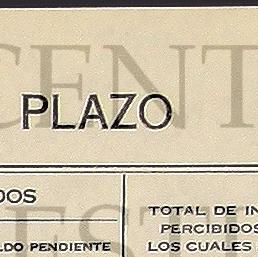 PLAZO
DOS
LDO PENDIENTE
TOTAL DE IN
PERCIBIDOS
LOS CUALES